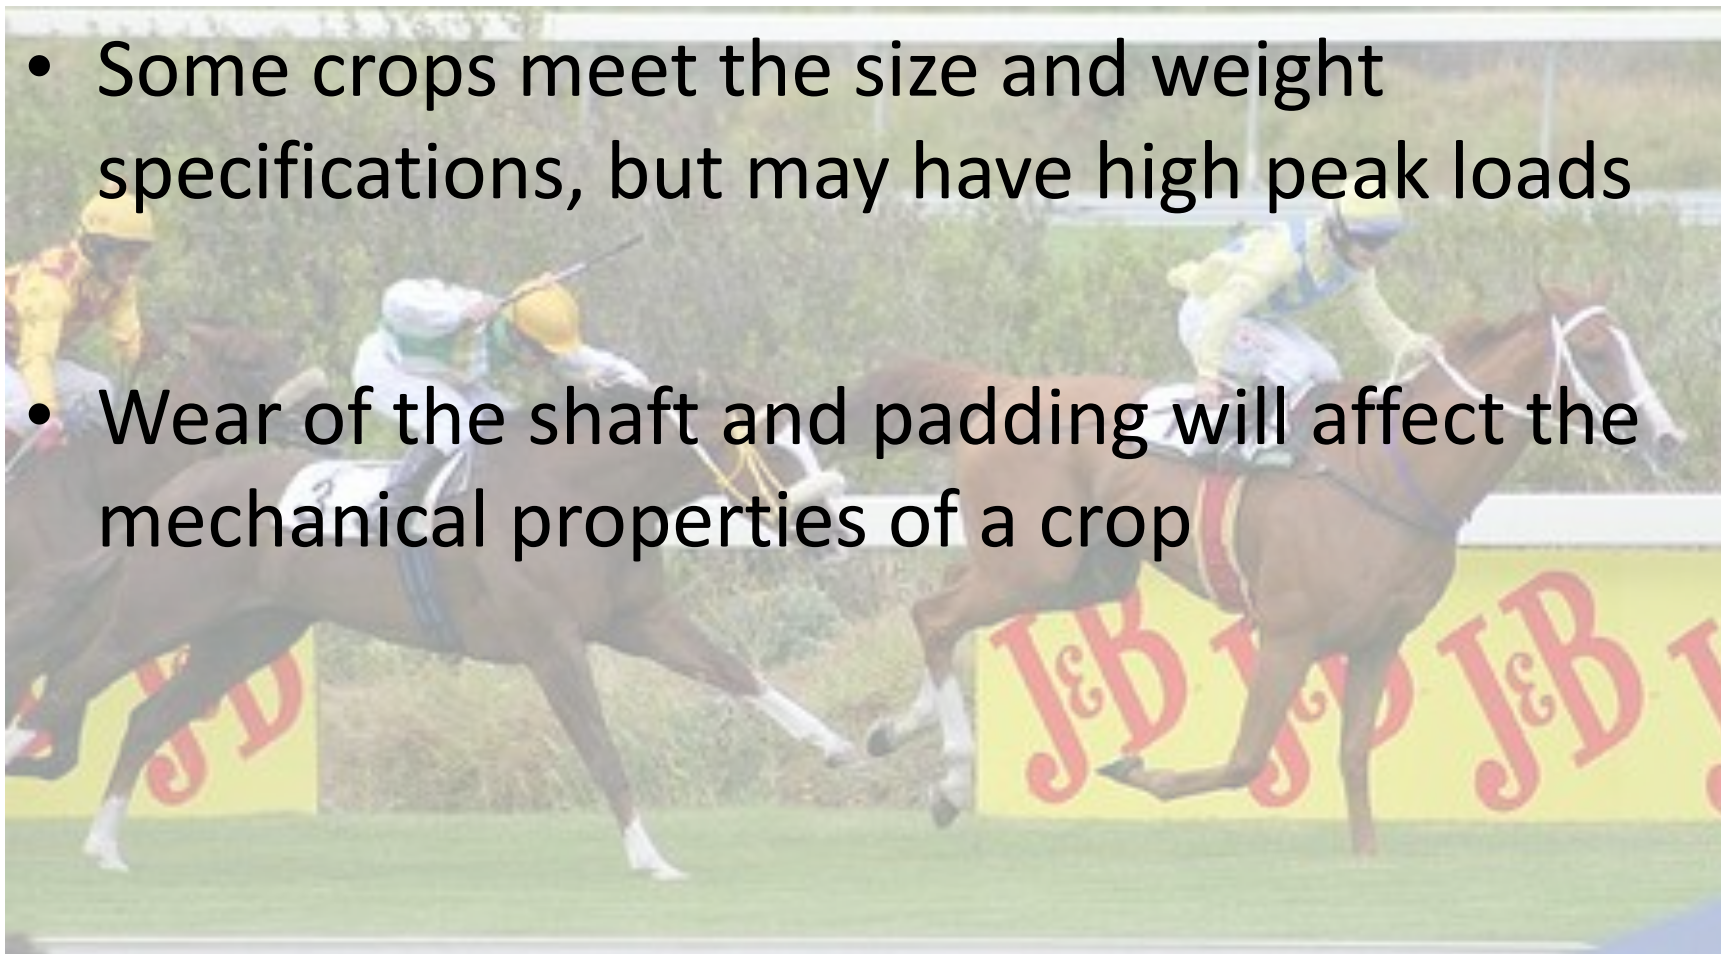 • Some crops meet the size and weight
specifications, but may have high peak loads
• Wear of the shaft and padding will affect the
mechanical properties of a crop
2
J&B
J&B
J&B
J&B